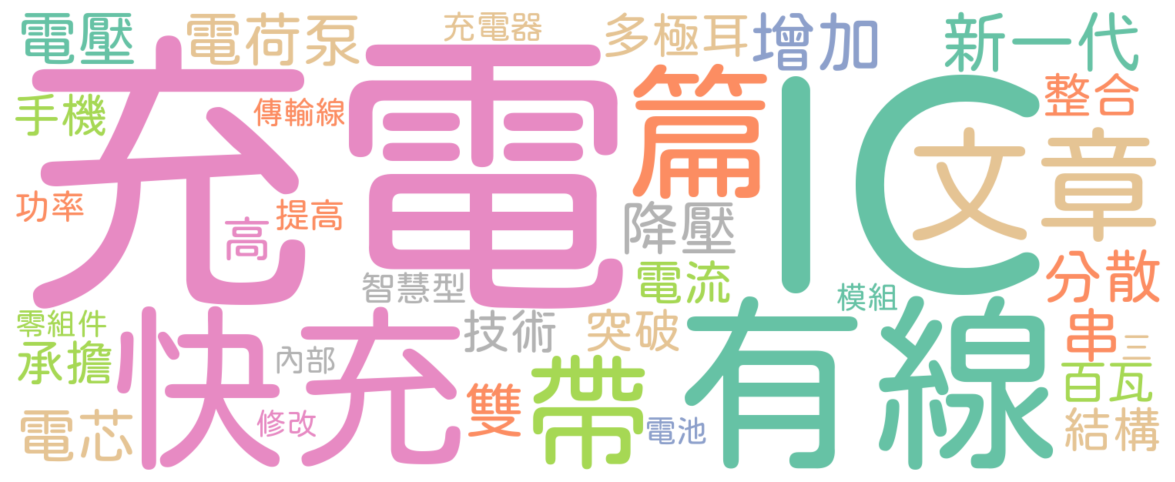 電壓
電荷泵
充電器
多極耳
增加
新一代
充電
篇
IC
整合
手機
傳輸線
文章
功率
高
提高
降壓
分散
智慧型
電流
模組
零組件
快充
技術
突破
有線
串
三
承擔
內部
帶
百瓦
電芯
修改
雙
電池
結構